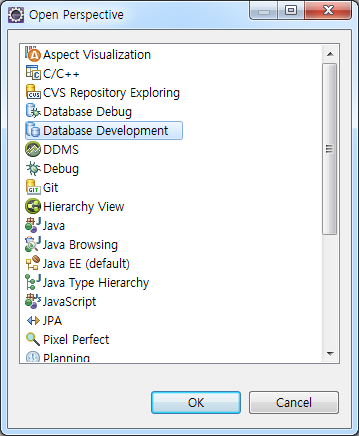 Open Perspective
Aspect Visualization
C/C++
CVS Repository Exploring
Database Debug
Database Development
DDMS
Debug
Git
Hierarchy View
Java
Java Browsing
Java EE (default)
Java Type Hierarchy
JavaScript
JPA
Pixel Perfect
Planning
OK
Cancel